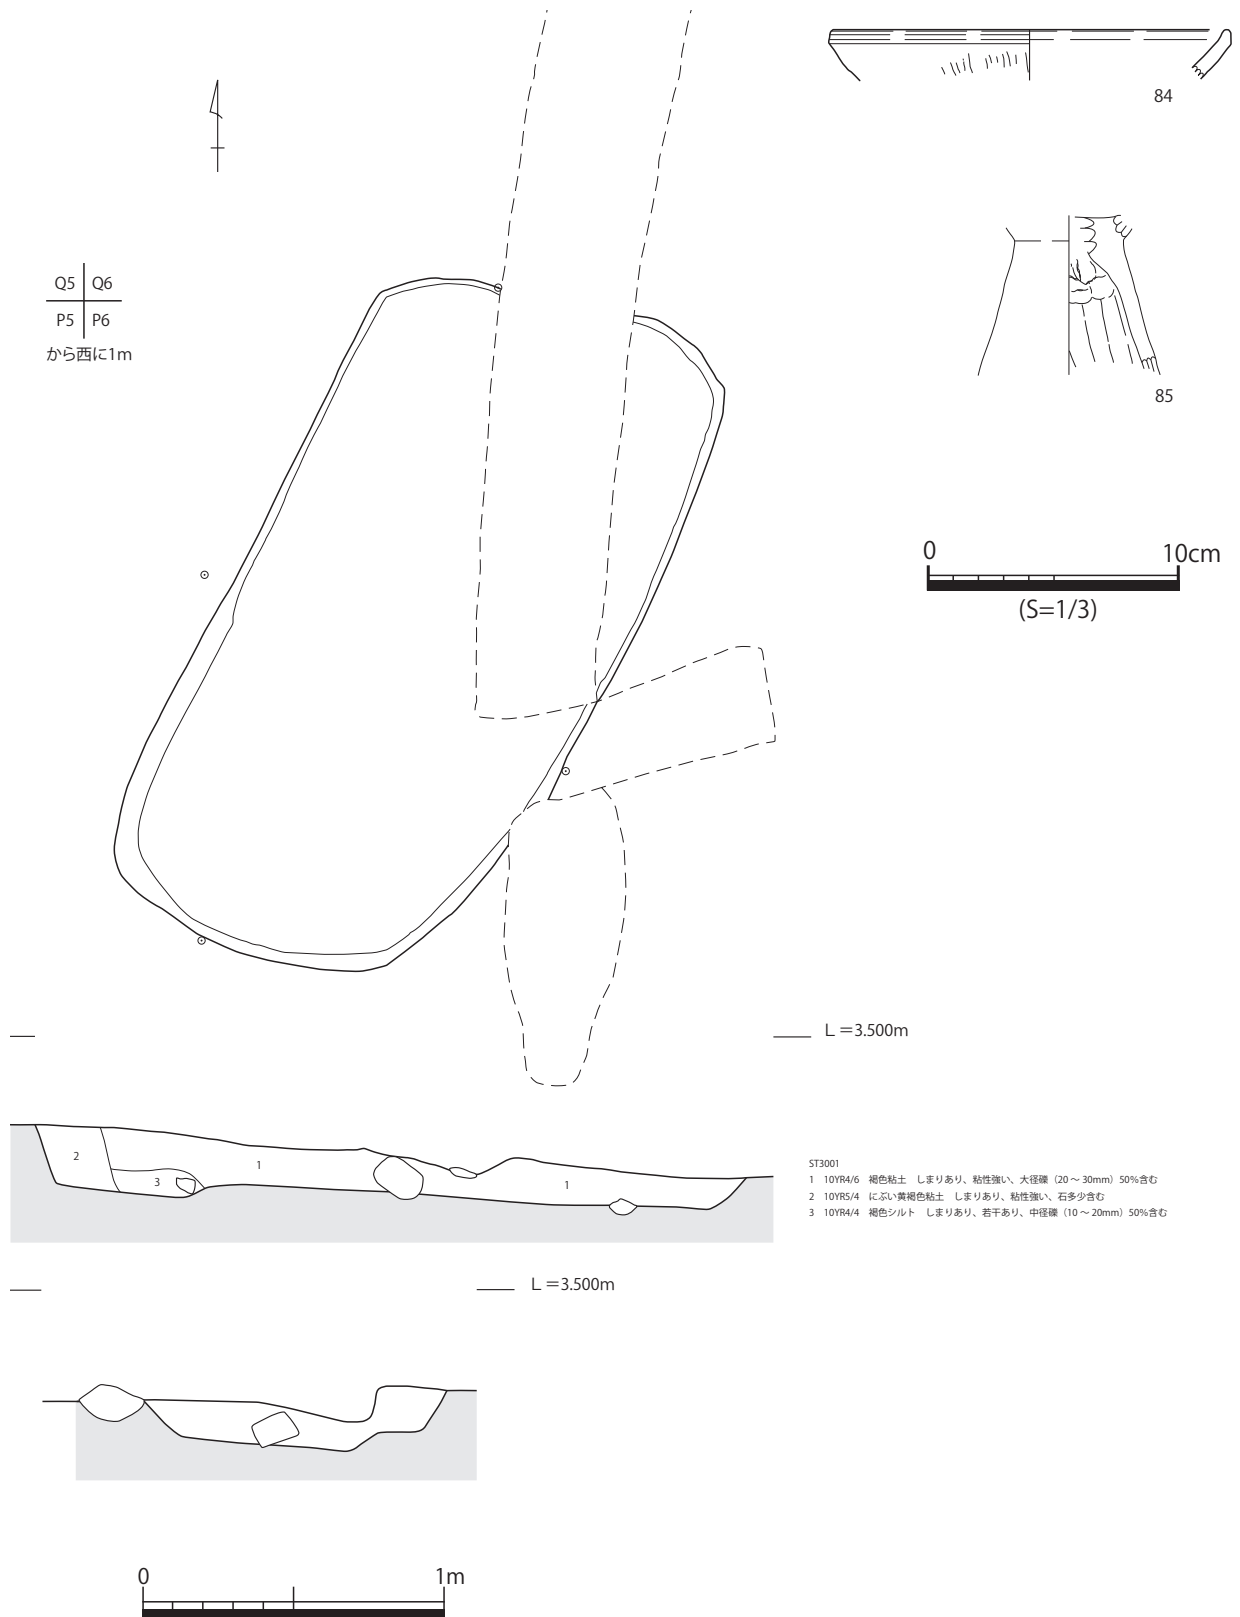 84
Q5 Q6
P5 P6
から西に1m
85
0 10cm
(S=1/3)
L=3.500m
2
1
3
1
ST3001
1 10YR4/6 褐色粘土 しまりあり、粘性強い、大径礫（20～30mm）50%含む
2 10YR5/4 にぶい黄褐色粘土 しまりあり、粘性強い、石多少含む
3 10YR4/4 褐色シルト しまりあり、若干あり、中径礫（10～20mm）50%含む
L=3.500m
0 1m